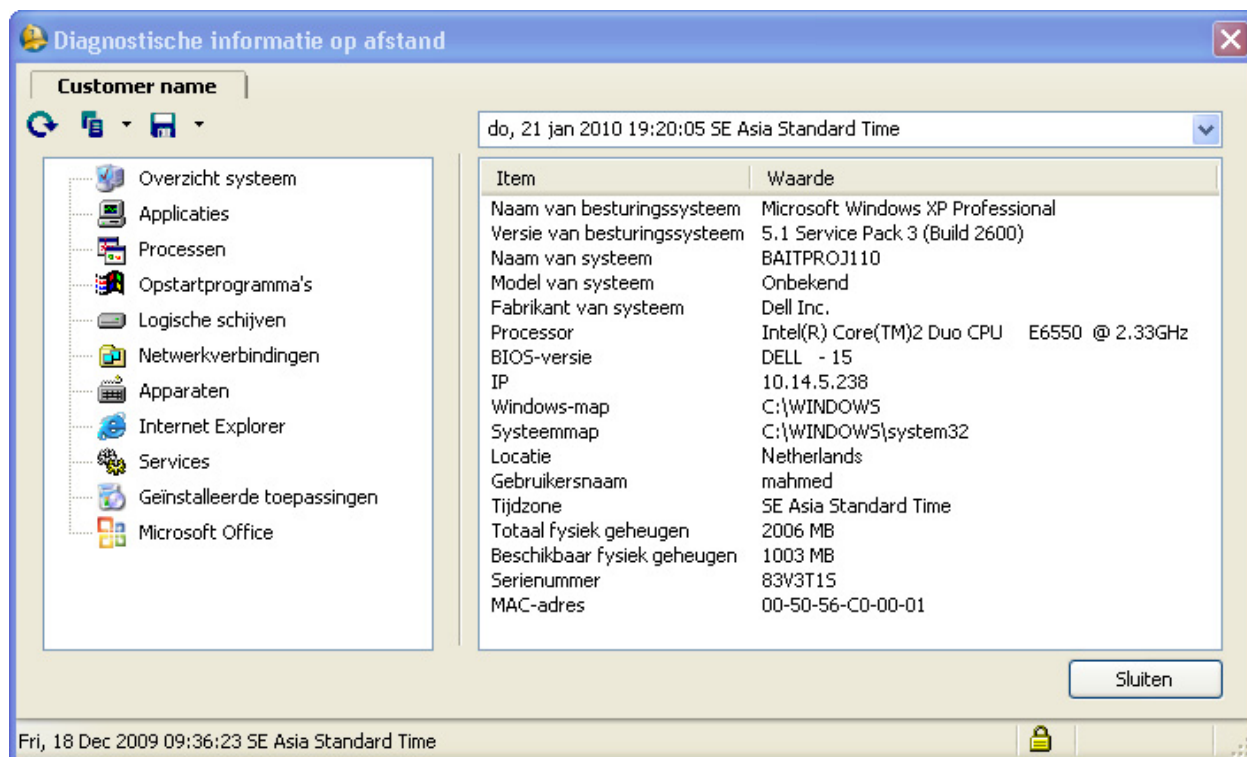 Diagnostische informatie op afstand
Customer name
do, 21 jan 2010 19:20:05 SE Asia Standard Time
Overzicht systeem
Applicaties
Processen
Opstartprogramma's
Logische schijven
Netwerkverbindingen
Apparaten
Internet Explorer
Services
Geïnstalleerde toepassingen
Microsoft Office
Item Waarde
Naam van besturingssysteem Microsoft Windows XP Professional
Versie van besturingssysteem 5.1 Service Pack 3 (Build 2600)
Naam van systeem BAITPROJ110
Model van systeem Onbekend
Fabrikant van systeem Dell Inc.
Processor Intel(R) Core(TM)2 Duo CPU E6550 @ 2.33GHz
BIOS-versie DELL - 15
IP 10.14.5.238
Windows-map C:\WINDOWS
Systeemmap C:\WINDOWS\system32
Locatie Netherlands
Gebruikersnaam mahmed
Tijdzone SE Asia Standard Time
Totaal fysiek geheugen 2006 MB
Beschikbaar fysiek geheugen 1003 MB
Serienummer 83V3T1S
MAC-adres 00-50-56-C0-00-01
Sluiten
Fri, 18 Dec 2009 09:36:23 SE Asia Standard Time